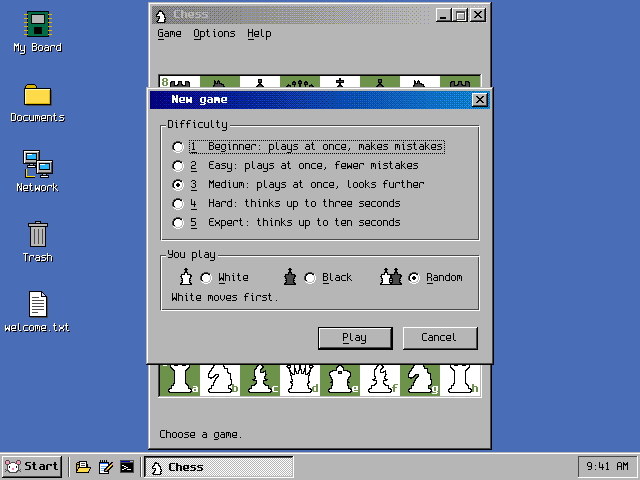 My Board
Documents
Network
Trash
welcome.txt
Chess
Game Options Help
8
New game
Difficulty
1 Beginner: plays at once, makes mistakes
2 Easy: plays at once, fewer mistakes
3 Medium: plays at once, looks further
4 Hard: thinks up to three seconds
5 Expert: thinks up to ten seconds
You play
White Black Random
White moves first.
Play Cancel
a b c d e f g h
Choose a game.
Start Chess 9:41 AM